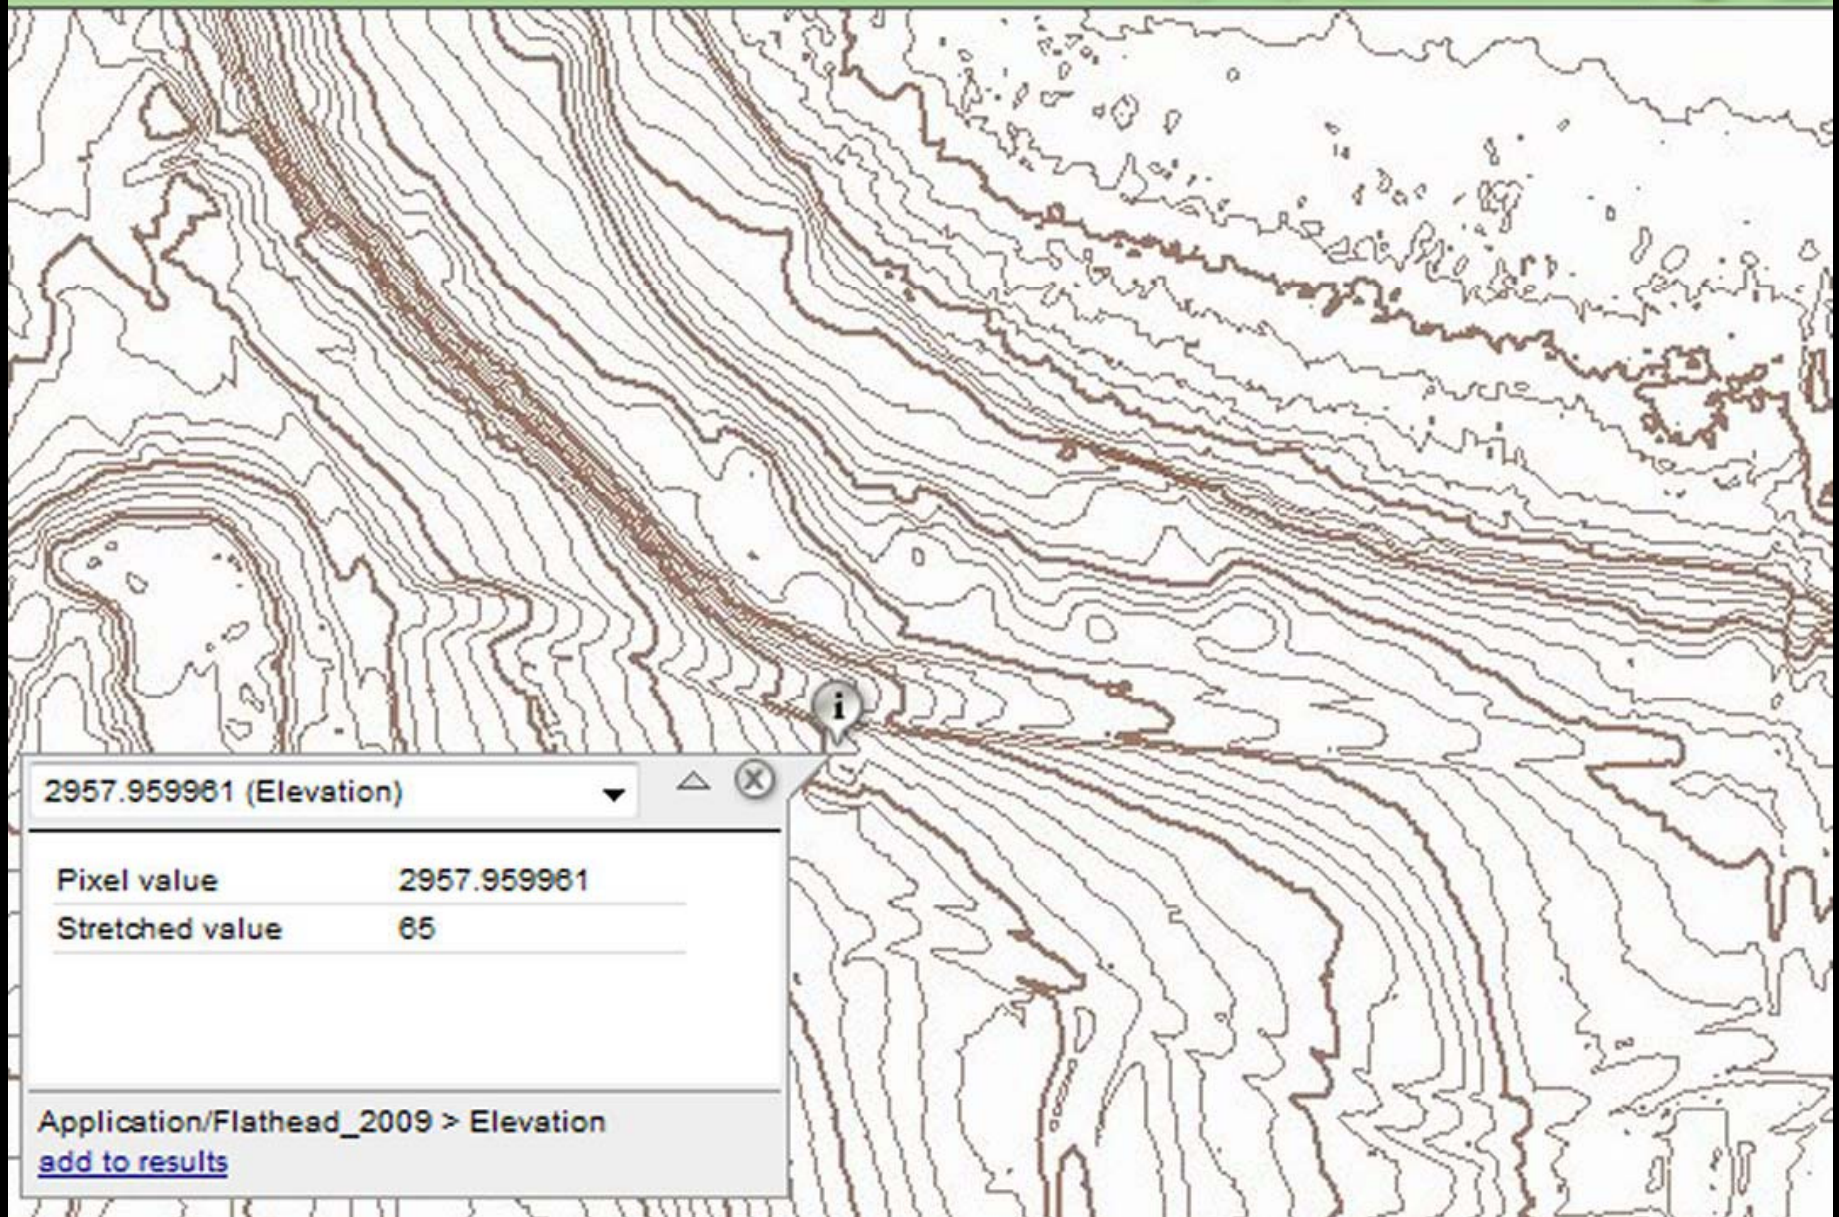 i
2957.959961 (Elevation)
Pixel value 2957.959961
Stretched value 65
Application/Flathead_2009 > Elevation
add to results